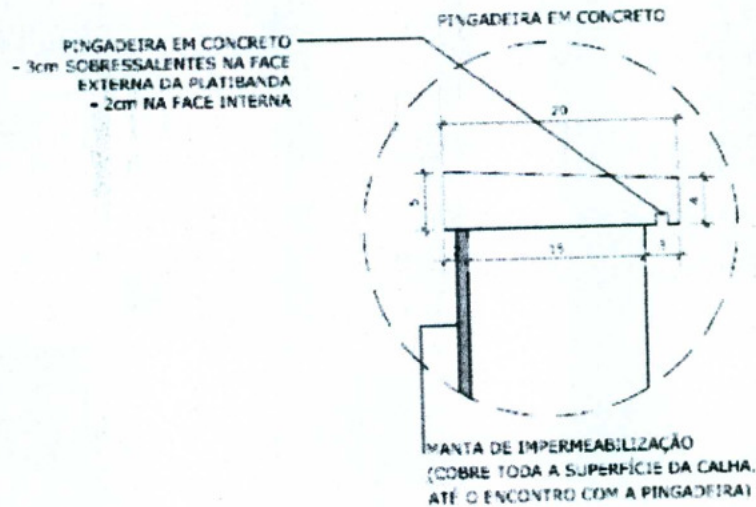 PINGADEIRA EM CONCRETO
PINGADEIRA EM CONCRETO
- 3cm SOBRESSALENTES NA FACE
EXTERNA DA PLATIBANDA
- 2cm NA FACE INTERNA
20
5
4
15
3
MANTA DE IMPERMEABILIZAÇÃO
(COBRE TODA A SUPERFÍCIE DA CALHA,
ATÉ O ENCONTRO COM A PINGADEIRA)